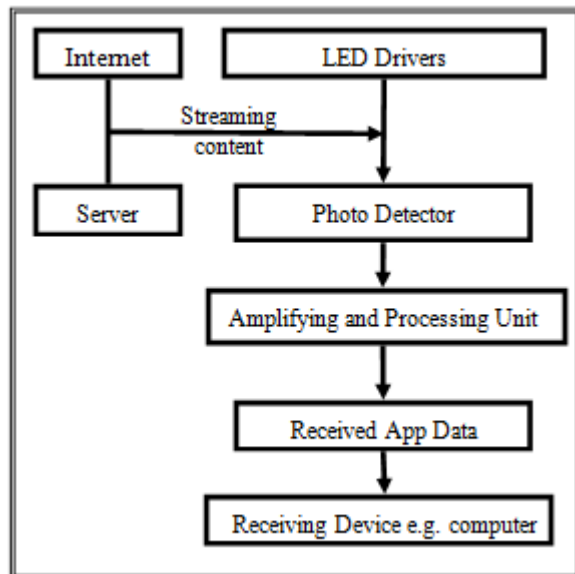 Internet
LED Drivers
Streaming
content
Server
Photo Detector
Amplifying and Processing Unit
Received App Data
Receiving Device e.g. computer